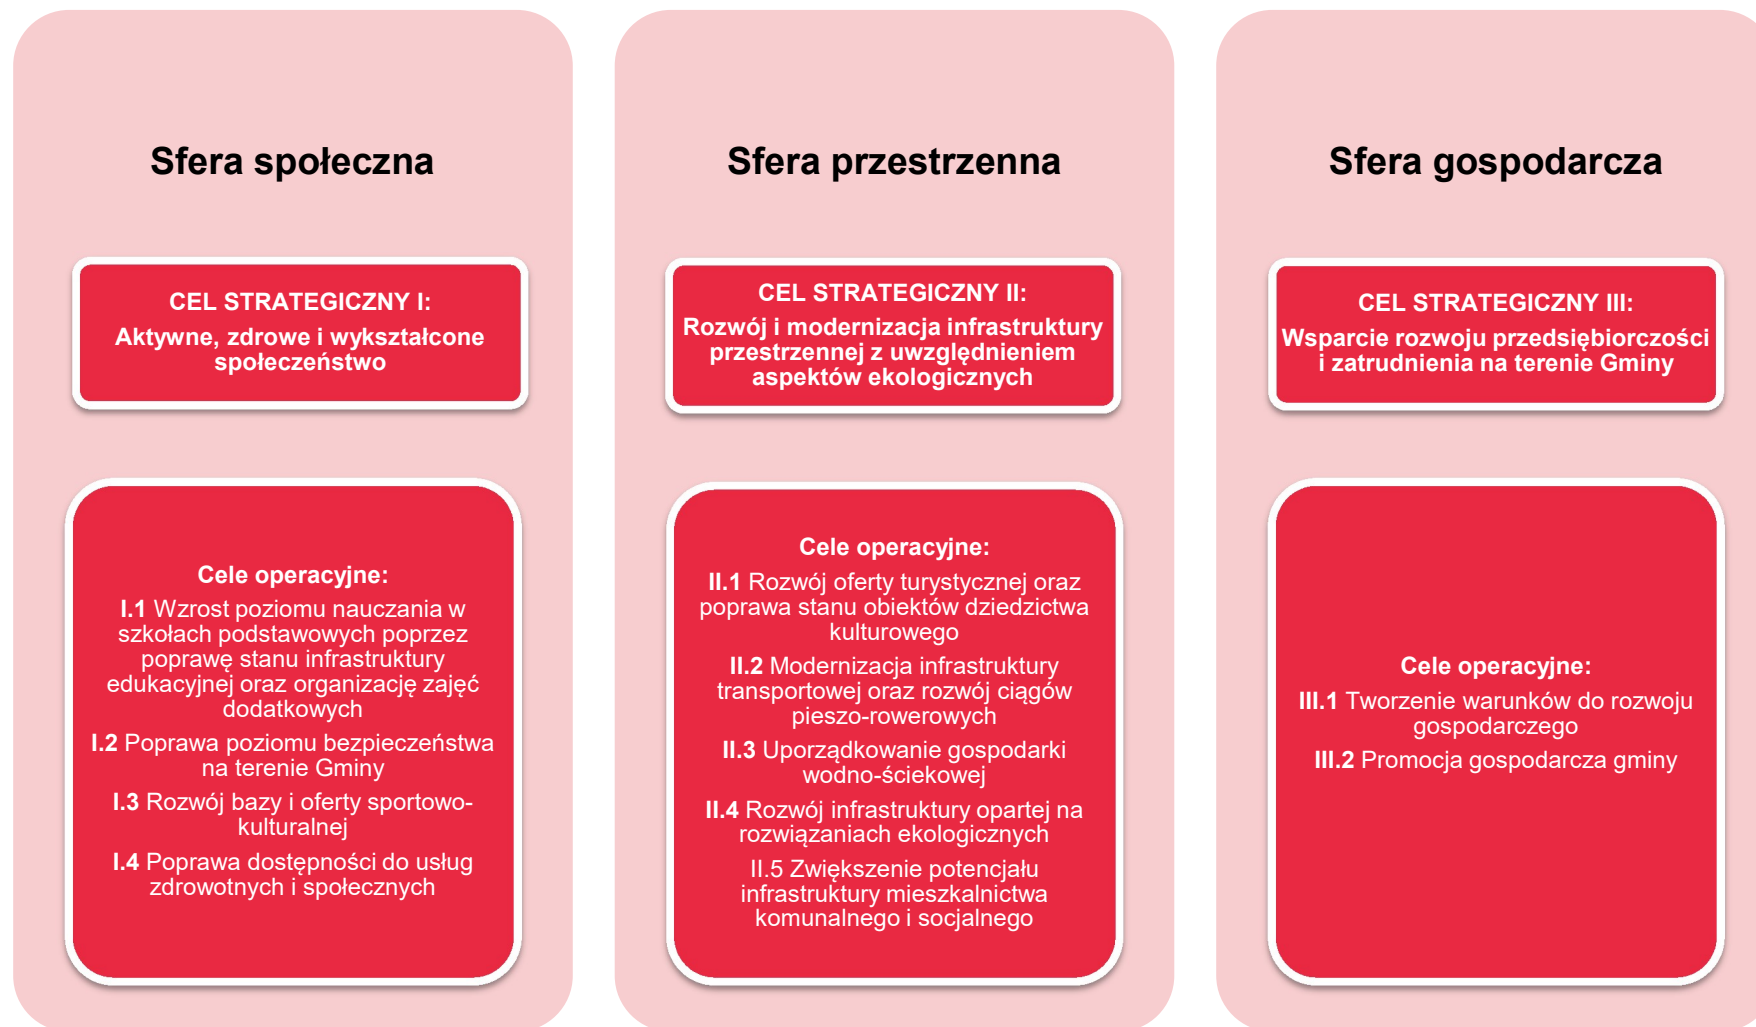 Sfera społeczna
CEL STRATEGICZNY I:
Aktywne, zdrowe i wykształcone
społeczeństwo
Cele operacyjne:
I.1 Wzrost poziomu nauczania w
szkołach podstawowych poprzez
poprawę stanu infrastruktury
edukacyjnej oraz organizację zajęć
dodatkowych
I.2 Poprawa poziomu bezpieczeństwa
na terenie Gminy
I.3 Rozwój bazy i oferty sportowo-
kulturalnej
I.4 Poprawa dostępności do usług
zdrowotnych i społecznych
Sfera przestrzenna
CEL STRATEGICZNY II:
Rozwój i modernizacja infrastruktury
przestrzennej z uwzględnieniem
aspektów ekologicznych
Cele operacyjne:
II.1 Rozwój oferty turystycznej oraz
poprawa stanu obiektów dziedzictwa
kulturowego
II.2 Modernizacja infrastruktury
transportowej oraz rozwój ciągów
pieszo-rowerowych
II.3 Uporządkowanie gospodarki
wodno-ściekowej
II.4 Rozwój infrastruktury opartej na
rozwiązaniach ekologicznych
II.5 Zwiększenie potencjału
infrastruktury mieszkalnictwa
komunalnego i socjalnego
Sfera gospodarcza
CEL STRATEGICZNY III:
Wsparcie rozwoju przedsiębiorczości
i zatrudnienia na terenie Gminy
Cele operacyjne:
III.1 Tworzenie warunków do rozwoju
gospodarczego
III.2 Promocja gospodarcza gminy